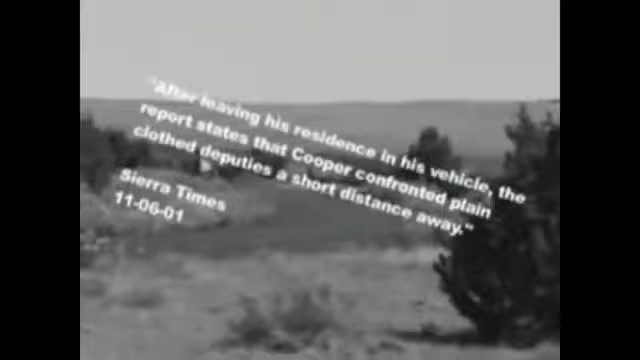 "After leaving his residence in his vehicle, the
report states that Cooper confronted plain
clothed deputies a short distance away."
Sierra Times
11-06-01